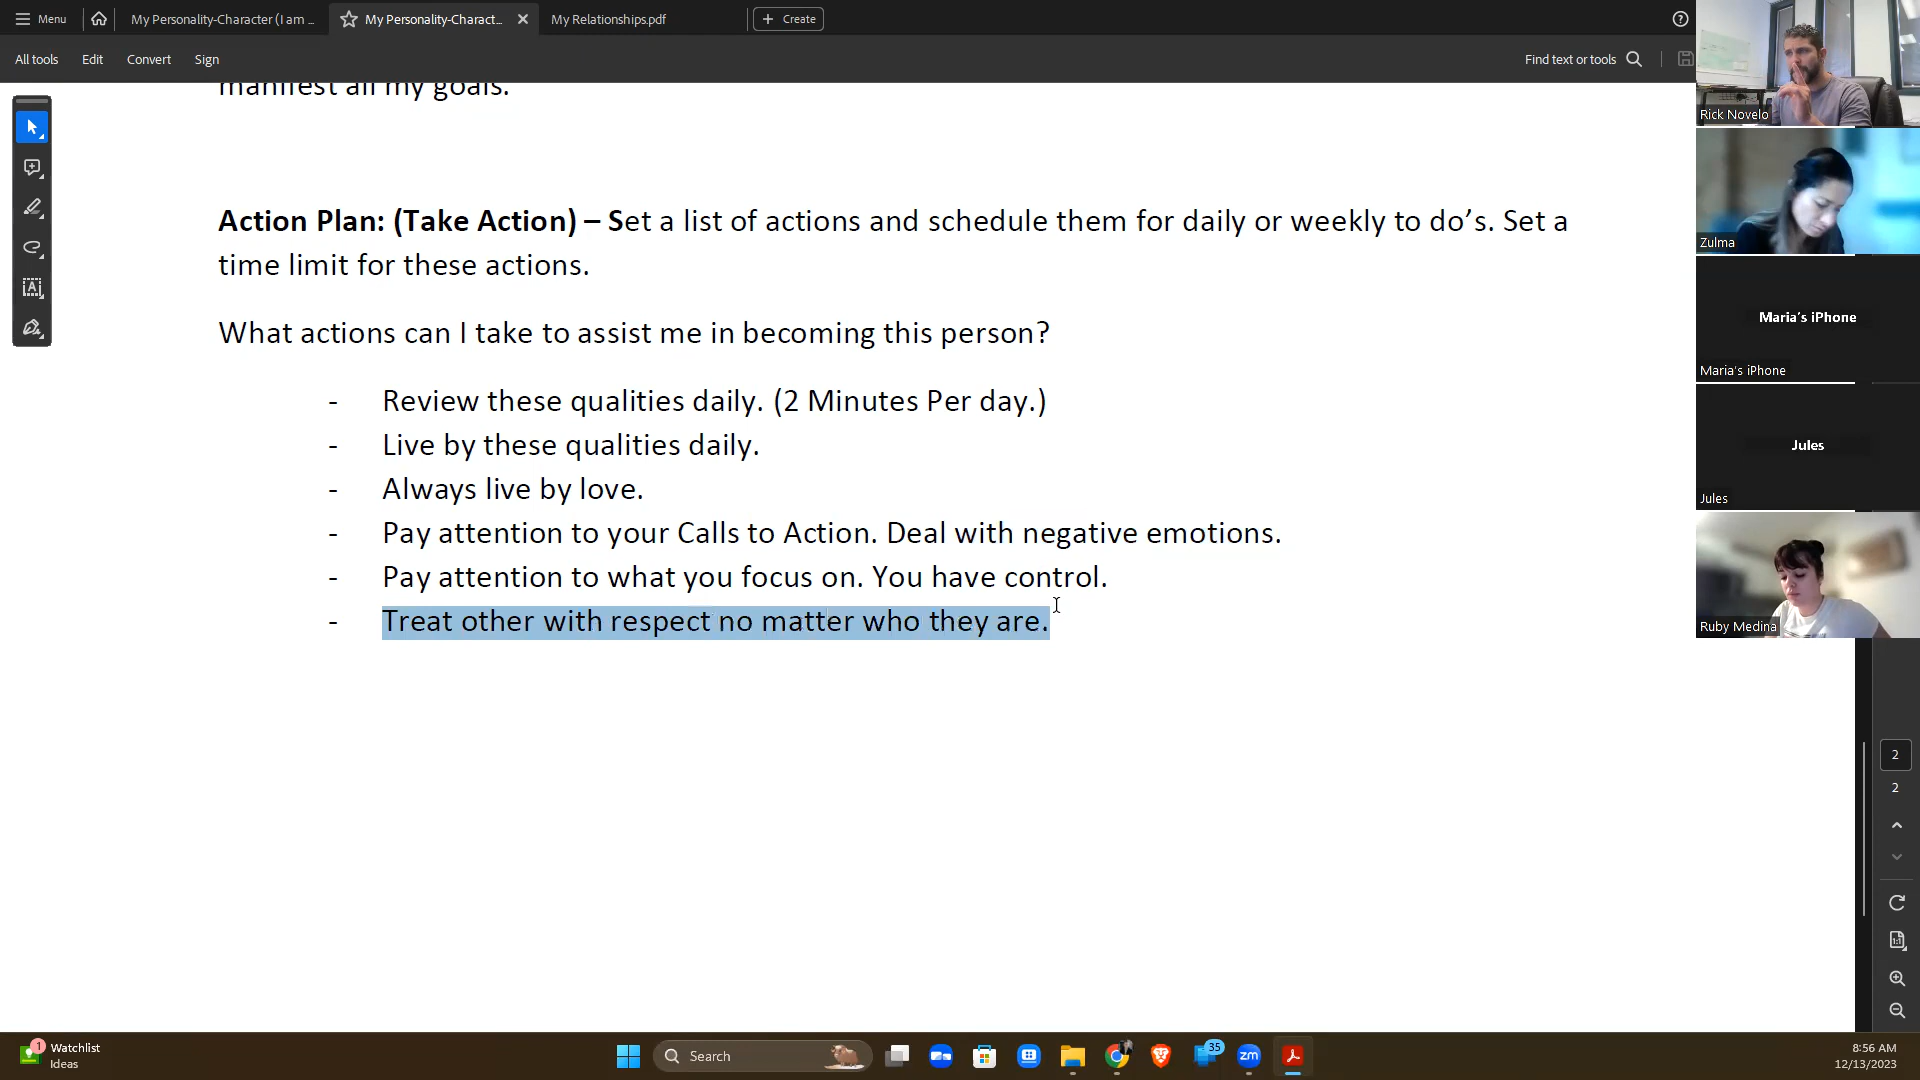 Menu
My Personality-Character (I am ...
My Personality-Charact...
My Relationships.pdf
Create
All tools
Edit
Convert
Sign
Find text or tools
manifest all my goals.
Action Plan: (Take Action) – Set a list of actions and schedule them for daily or weekly to do’s. Set a
time limit for these actions.
What actions can I take to assist me in becoming this person?
- Review these qualities daily. (2 Minutes Per day.)
- Live by these qualities daily.
- Always live by love.
- Pay attention to your Calls to Action. Deal with negative emotions.
- Pay attention to what you focus on. You have control.
- Treat other with respect no matter who they are.
Rick Novelo
Zulma
Maria's iPhone
Maria's iPhone
Jules
Jules
Ruby Medina
2
2
1
Watchlist
Ideas
Search
35
zm
8:56 AM
12/13/2023